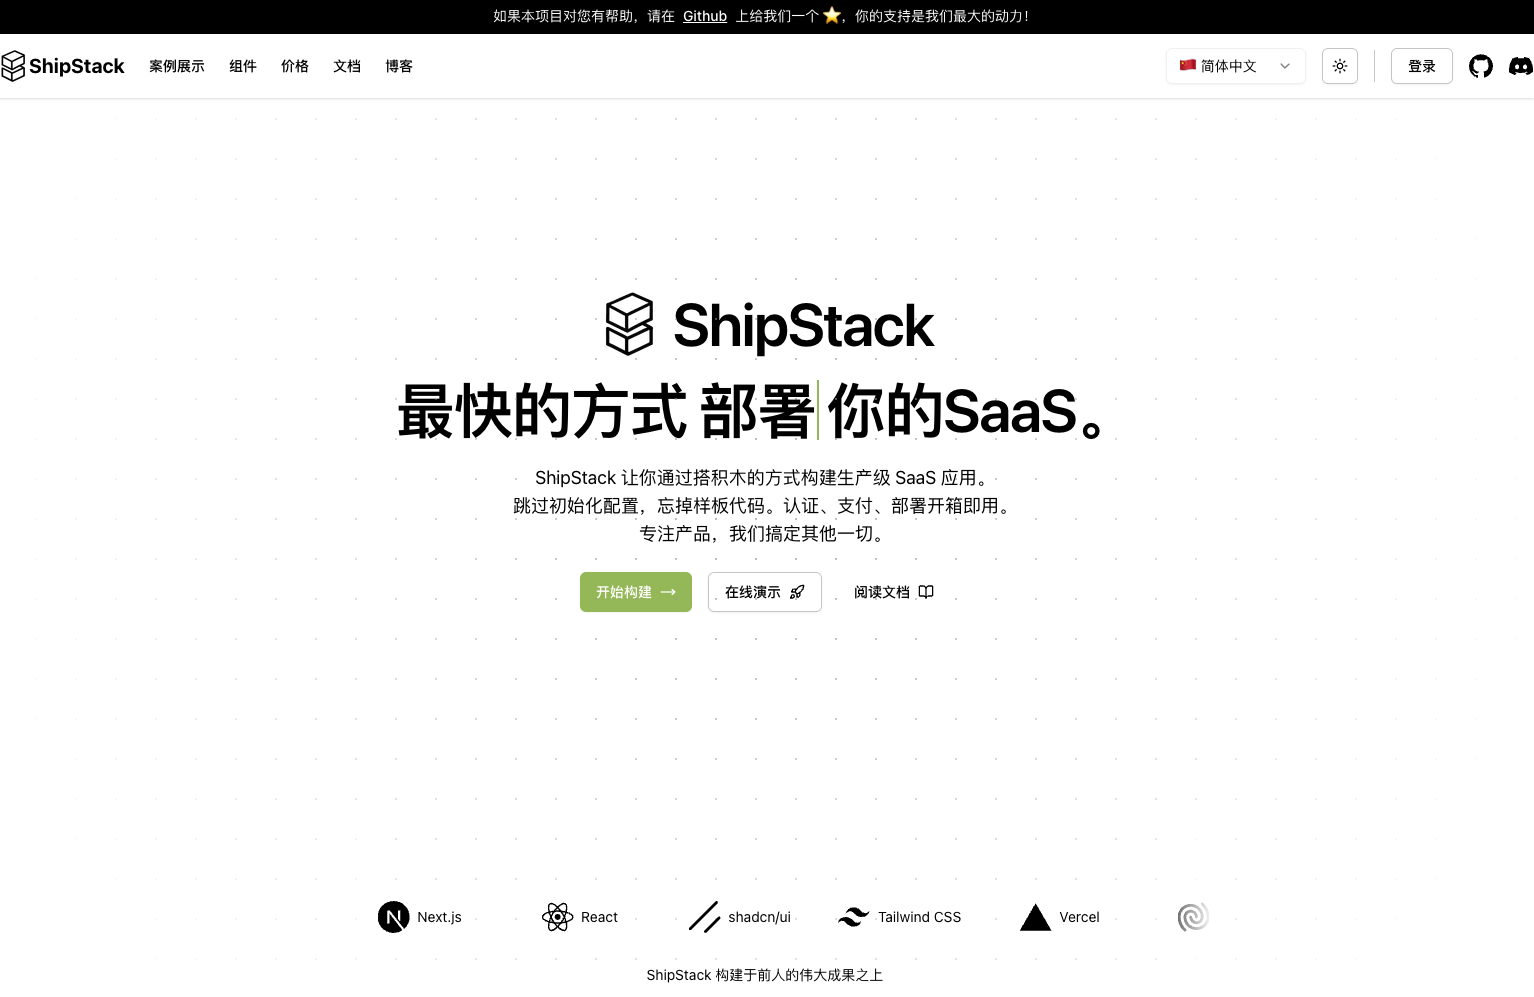 如果本项目对您有帮助，请在 Github 上给我们一个 ⭐，你的支持是我们最大的动力！
ShipStack 案例展示 组件 价格 文档 博客 🇨🇳 简体中文 登录
ShipStack
最快的方式 部署 你的SaaS。
ShipStack 让你通过搭积木的方式构建生产级 SaaS 应用。
跳过初始化配置，忘掉样板代码。认证、支付、部署开箱即用。
专注产品，我们搞定其他一切。
开始构建 → 在线演示 阅读文档
Next.js React shadcn/ui Tailwind CSS Vercel
ShipStack 构建于前人的伟大成果之上